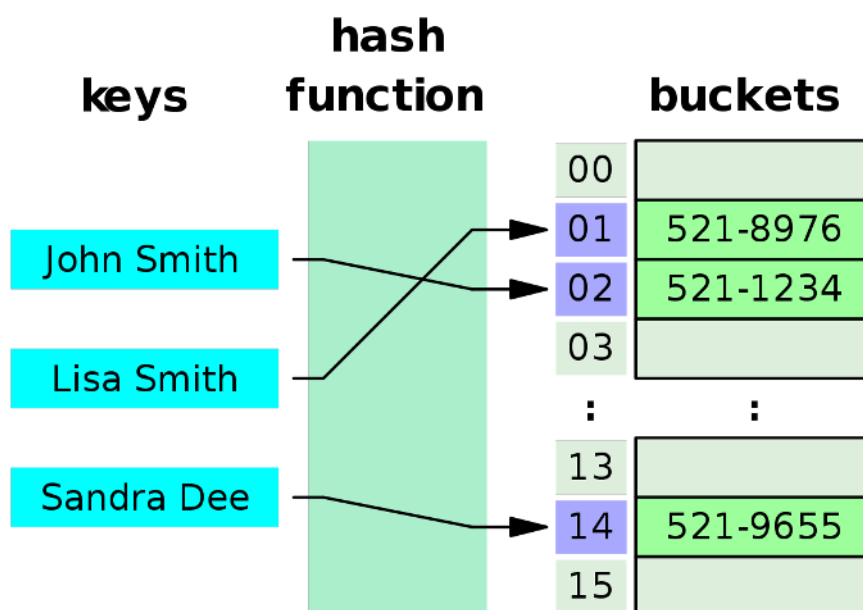 keys
hash
function
buckets
John Smith
Lisa Smith
Sandra Dee
00
01 521-8976
02 521-1234
03
: :
13
14 521-9655
15